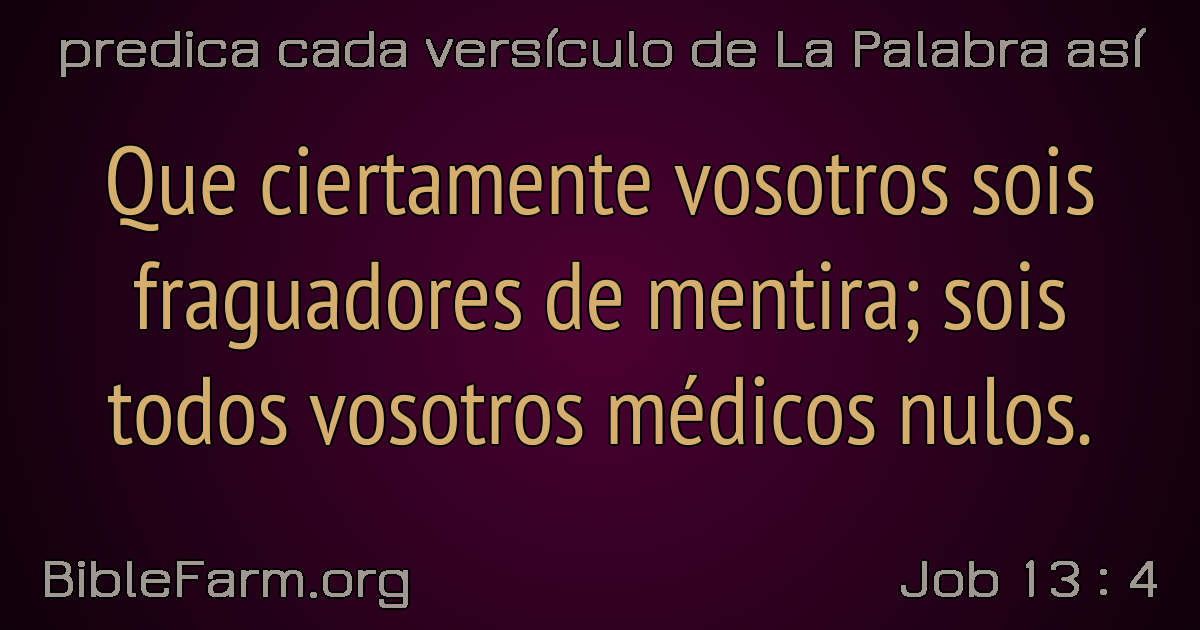 predica cada versículo de La Palabra así
Que ciertamente vosotros sois
fraguadores de mentira; sois
todos vosotros médicos nulos.
BibleFarm.org
Job 13 : 4